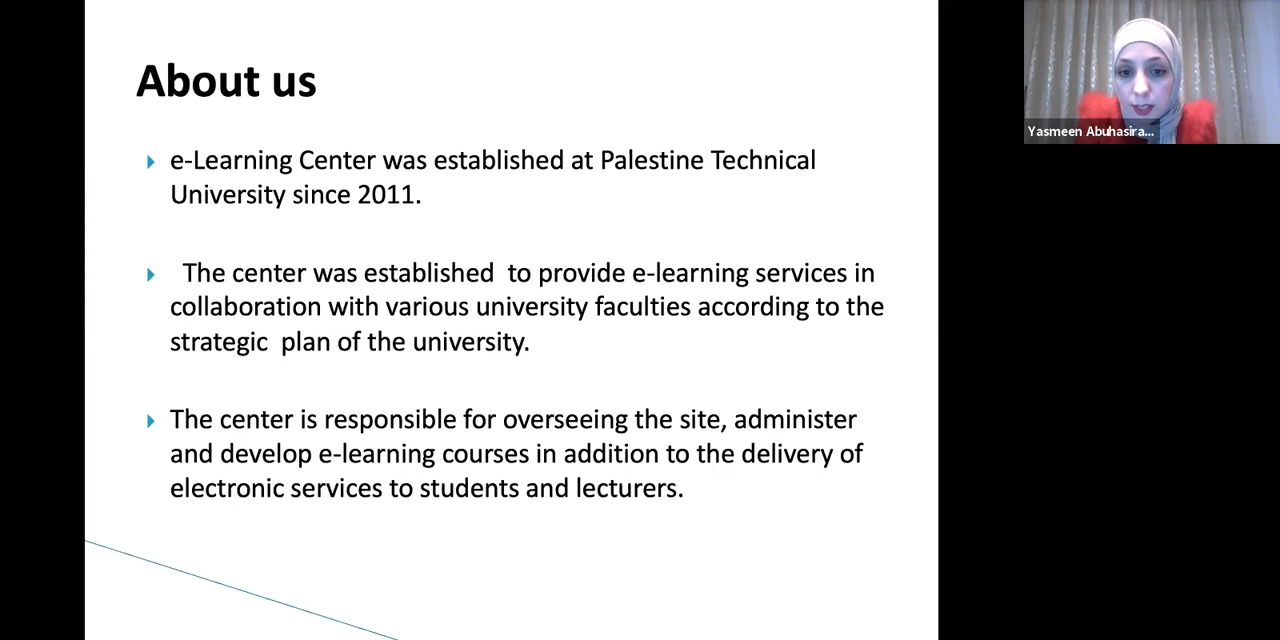 About us
e-Learning Center was established at Palestine Technical
University since 2011.
The center was established  to provide e-learning services in
collaboration with various university faculties according to the
strategic  plan of the university.
The center is responsible for overseeing the site, administer
and develop e-learning courses in addition to the delivery of
electronic services to students and lecturers.
Yasmeen Abuhasira...